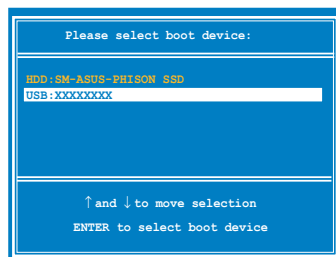 Please select boot device:
HDD:SM-ASUS-PHISON SSD
USB:XXXXXXXX
↑ and ↓ to move selection
ENTER to select boot device